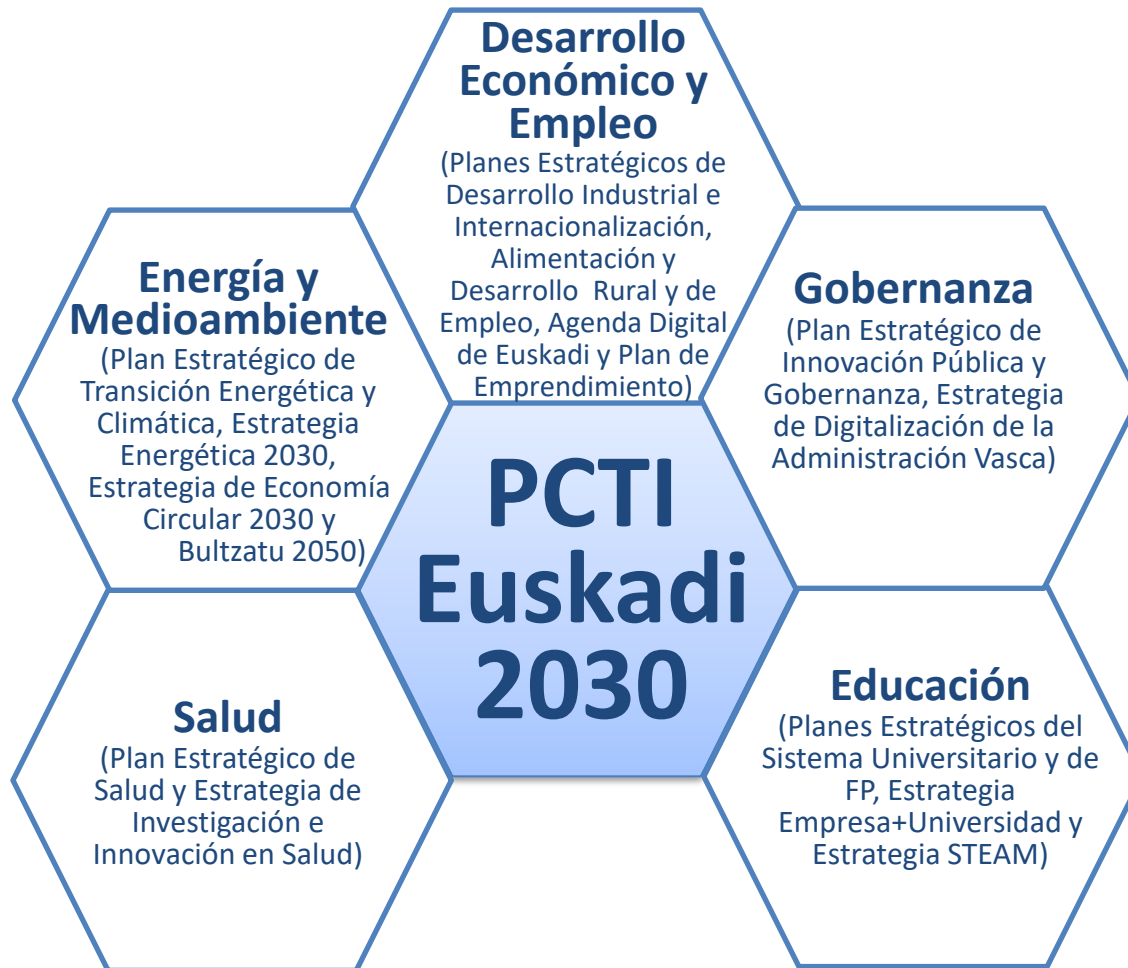 Desarrollo
Económico y
Empleo
(Planes Estratégicos de
Desarrollo Industrial e
Internacionalización,
Alimentación y
Desarrollo Rural y de
Empleo, Agenda Digital
de Euskadi y Plan de
Emprendimiento)
Energía y
Medioambiente
(Plan Estratégico de
Transición Energética y
Climática, Estrategia
Energética 2030,
Estrategia de Economía
Circular 2030 y
Bultzatu 2050)
Gobernanza
(Plan Estratégico de
Innovación Pública y
Gobernanza, Estrategia
de Digitalización de la
Administración Vasca)
PCTI
Euskadi
2030
Salud
(Plan Estratégico de
Salud y Estrategia de
Investigación e
Innovación en Salud)
Educación
(Planes Estratégicos del
Sistema Universitario y de
FP, Estrategia
Empresa+Universidad y
Estrategia STEAM)